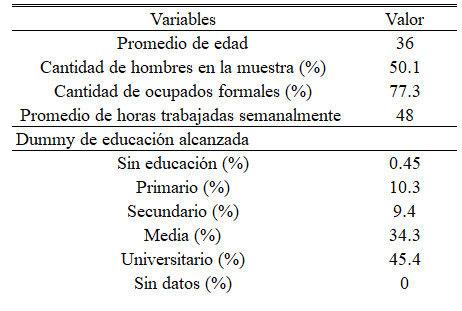 Variables Valor
Promedio de edad 36
Cantidad de hombres en la muestra (%) 50.1
Cantidad de ocupados formales (%) 77.3
Promedio de horas trabajadas semanalmente 48
Dummy de educación alcanzada
Sin educación (%) 0.45
Primario (%) 10.3
Secundario (%) 9.4
Media (%) 34.3
Universitario (%) 45.4
Sin datos (%) 0